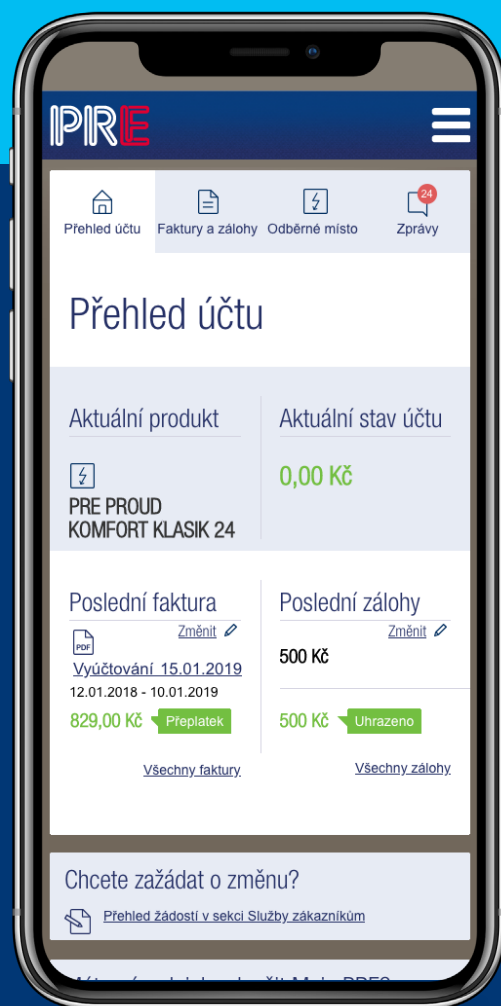 PRE
24
Přehled účtu Faktury a zálohy Odběrné místo Zprávy
Přehled účtu
Aktuální produkt
PRE PROUD
KOMFORT KLASIK 24
Aktuální stav účtu
0,00 Kč
Poslední faktura
Změnit
PDF
Vyúčtování 15.01.2019
12.01.2018 - 10.01.2019
829,00 Kč Přeplatek
Všechny faktury
Poslední zálohy
Změnit
500 Kč
500 Kč Uhrazeno
Všechny zálohy
Chcete zažádat o změnu?
Přehled žádostí v sekci Služby zákazníkům